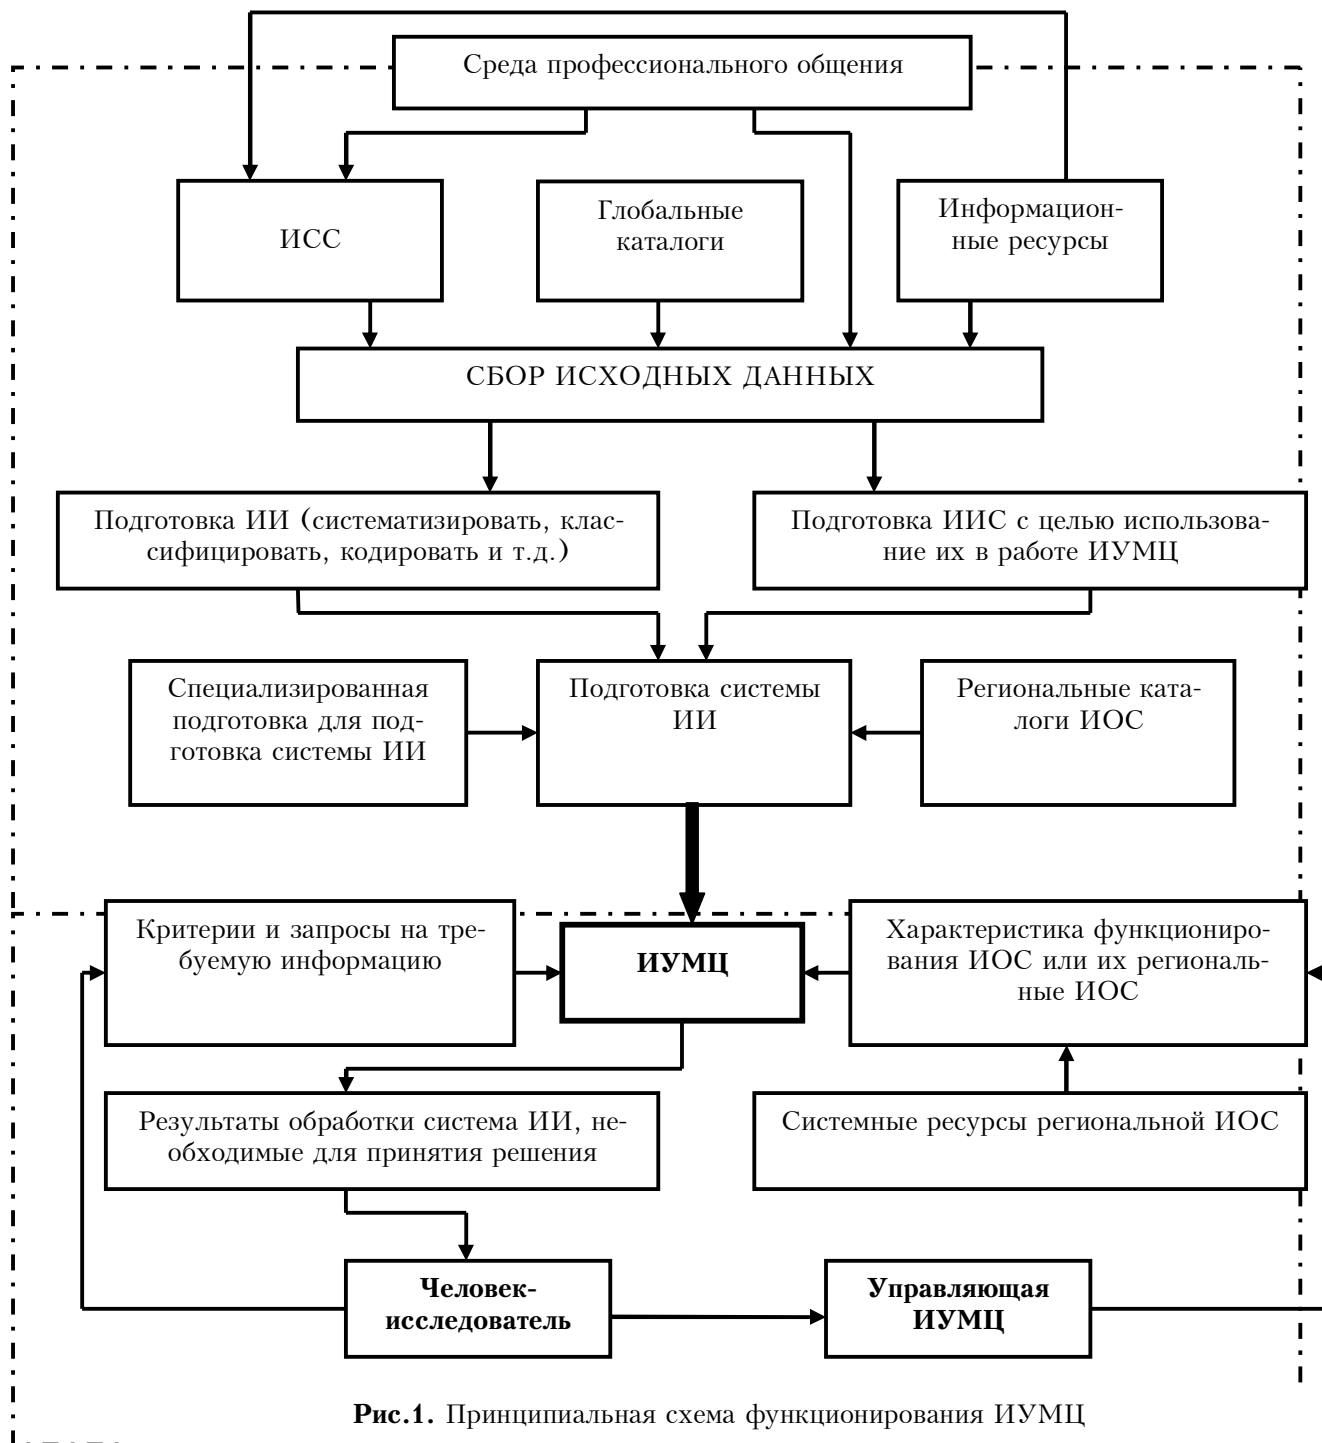 Среда профессионального общения
ИСС
Глобальные
каталоги
Информацион-
ные ресурсы
СБОР ИСХОДНЫХ ДАННЫХ
Подготовка ИИ (систематизировать, клас-
сифицировать, кодировать и т.д.)
Подготовка ИИС с целью использова-
ние их в работе ИУМЦ
Специализированная
подготовка для под-
готовка системы ИИ
Подготовка системы
ИИ
Региональные ката-
логи ИОС
Критерии и запросы на тре-
буемую информацию
ИУМЦ
Характеристика функциониро-
вания ИОС или их региональ-
ные ИОС
Результаты обработки система ИИ, не-
обходимые для принятия решения
Системные ресурсы региональной ИОС
Человек-
исследователь
Управляющая
ИУМЦ
Рис.1. Принципиальная схема функционирования ИУМЦ